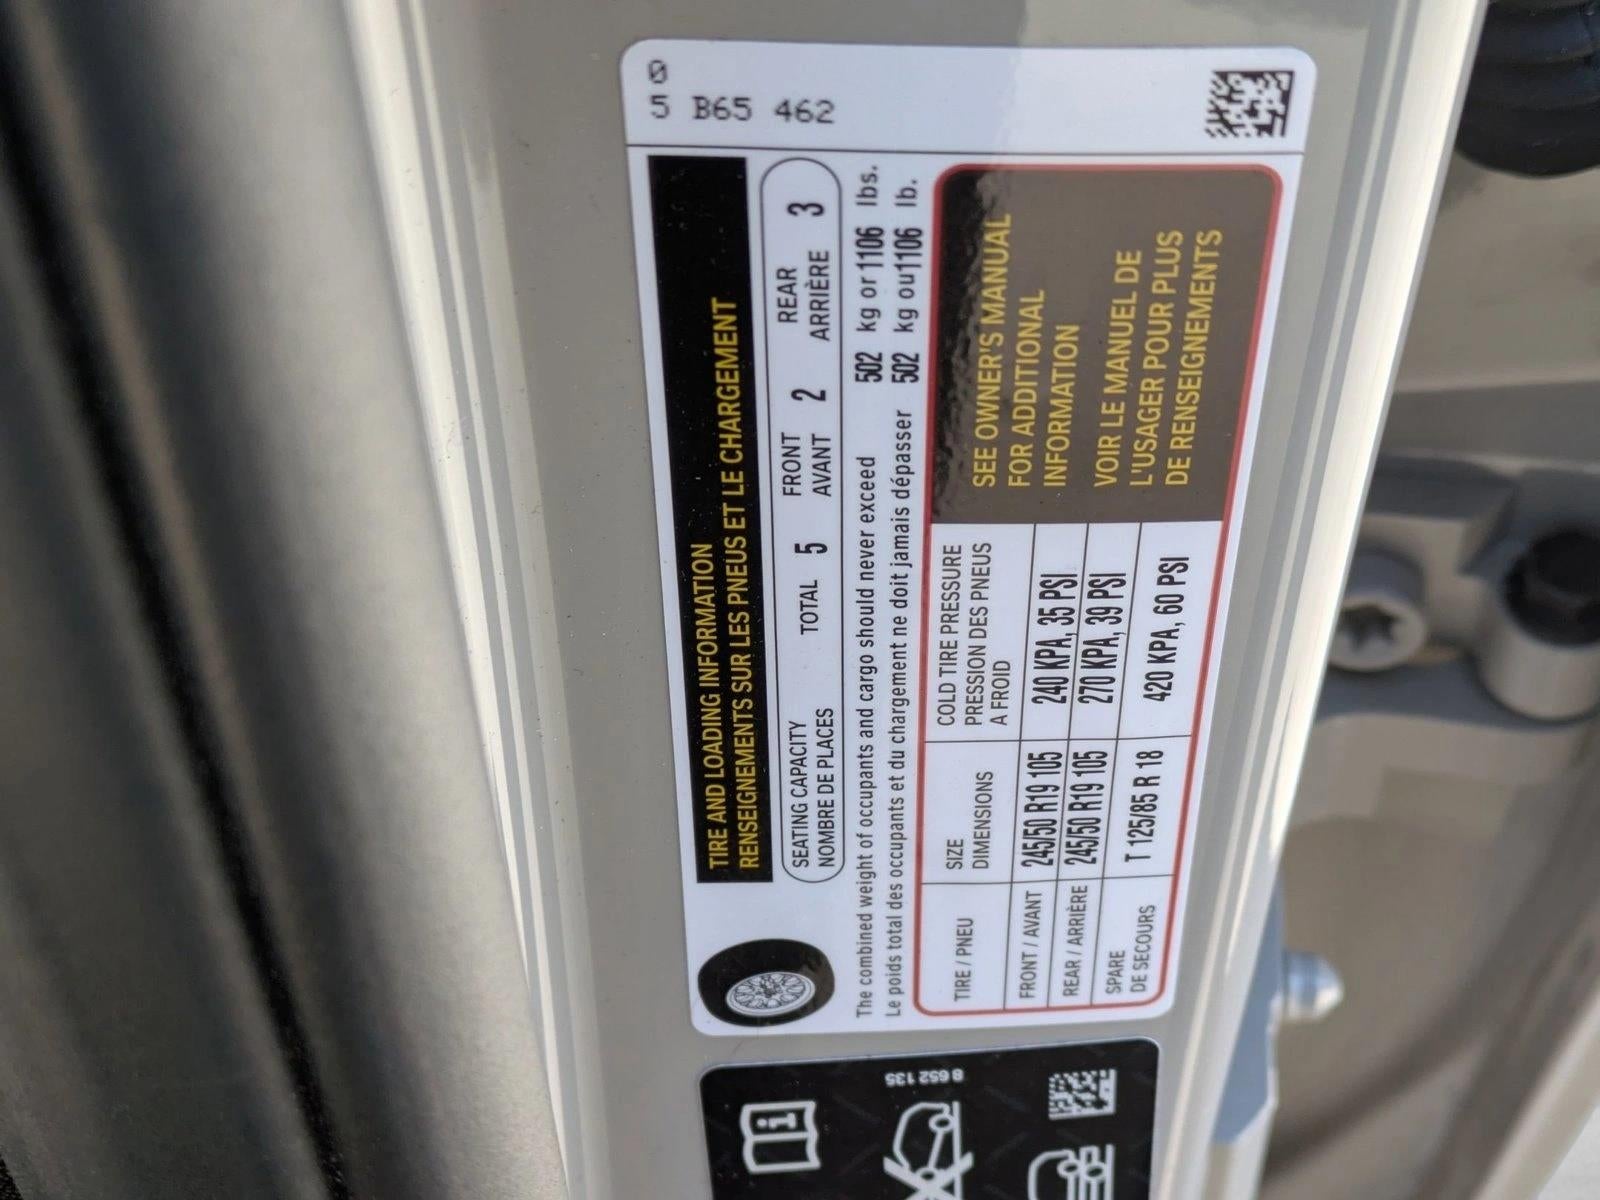 0
5 B65 462
TIRE AND LOADING INFORMATION
RENSEIGNEMENTS SUR LES PNEUS ET LE CHARGEMENT
SEATING CAPACITY TOTAL 5 FRONT 2 REAR 3
NOMBRE DE PLACES AVANT ARRIÈRE
The combined weight of occupants and cargo should never exceed 502 kg or 1106 lbs.
Le poids total des occupants et du chargement ne doit jamais dépasser 502 kg ou1106 lb.
TIRE / PNEU SIZE DIMENSIONS COLD TIRE PRESSURE PRESSION DES PNEUS A FROID
FRONT / AVANT 245/50 R19 105 240 KPA, 35 PSI
REAR / ARRIÈRE 245/50 R19 105 270 KPA, 39 PSI
SPARE DE SECOURS T 125/85 R 18 420 KPA, 60 PSI
SEE OWNER'S MANUAL
FOR ADDITIONAL
INFORMATION
VOIR LE MANUEL DE
L'USAGER POUR PLUS
DE RENSEIGNEMENTS
8 652 135